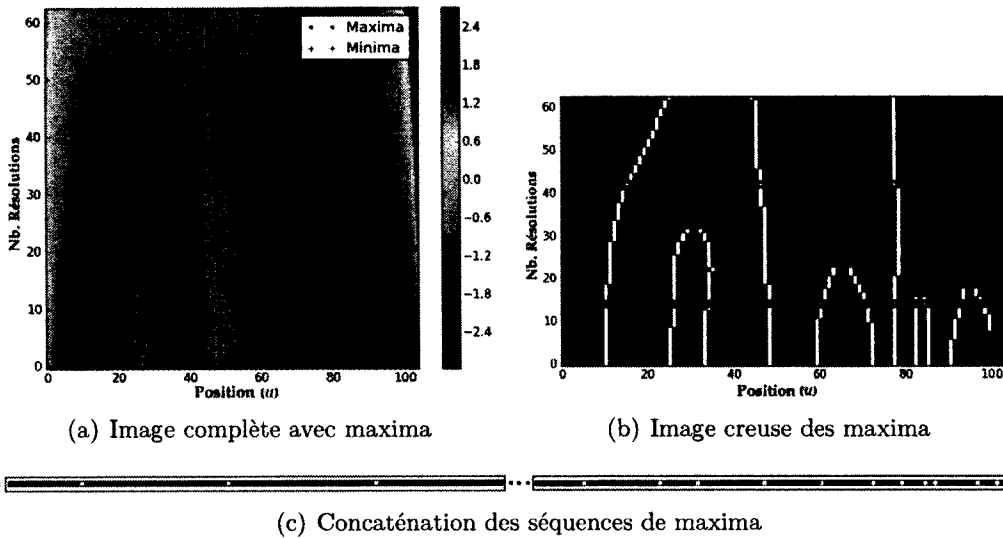 Maxima
Minima
2.4
1.8
1.2
0.6
0.0
−0.6
−1.2
−1.8
−2.4
60
50
40
30
20
10
0
Nb. Résolutions
0 20 40 60 80 100
Position (u)
60
50
40
30
20
10
0
Nb. Résolutions
0 20 40 60 80 100
Position (u)
(a) Image complète avec maxima
(b) Image creuse des maxima
(c) Concaténation des séquences de maxima